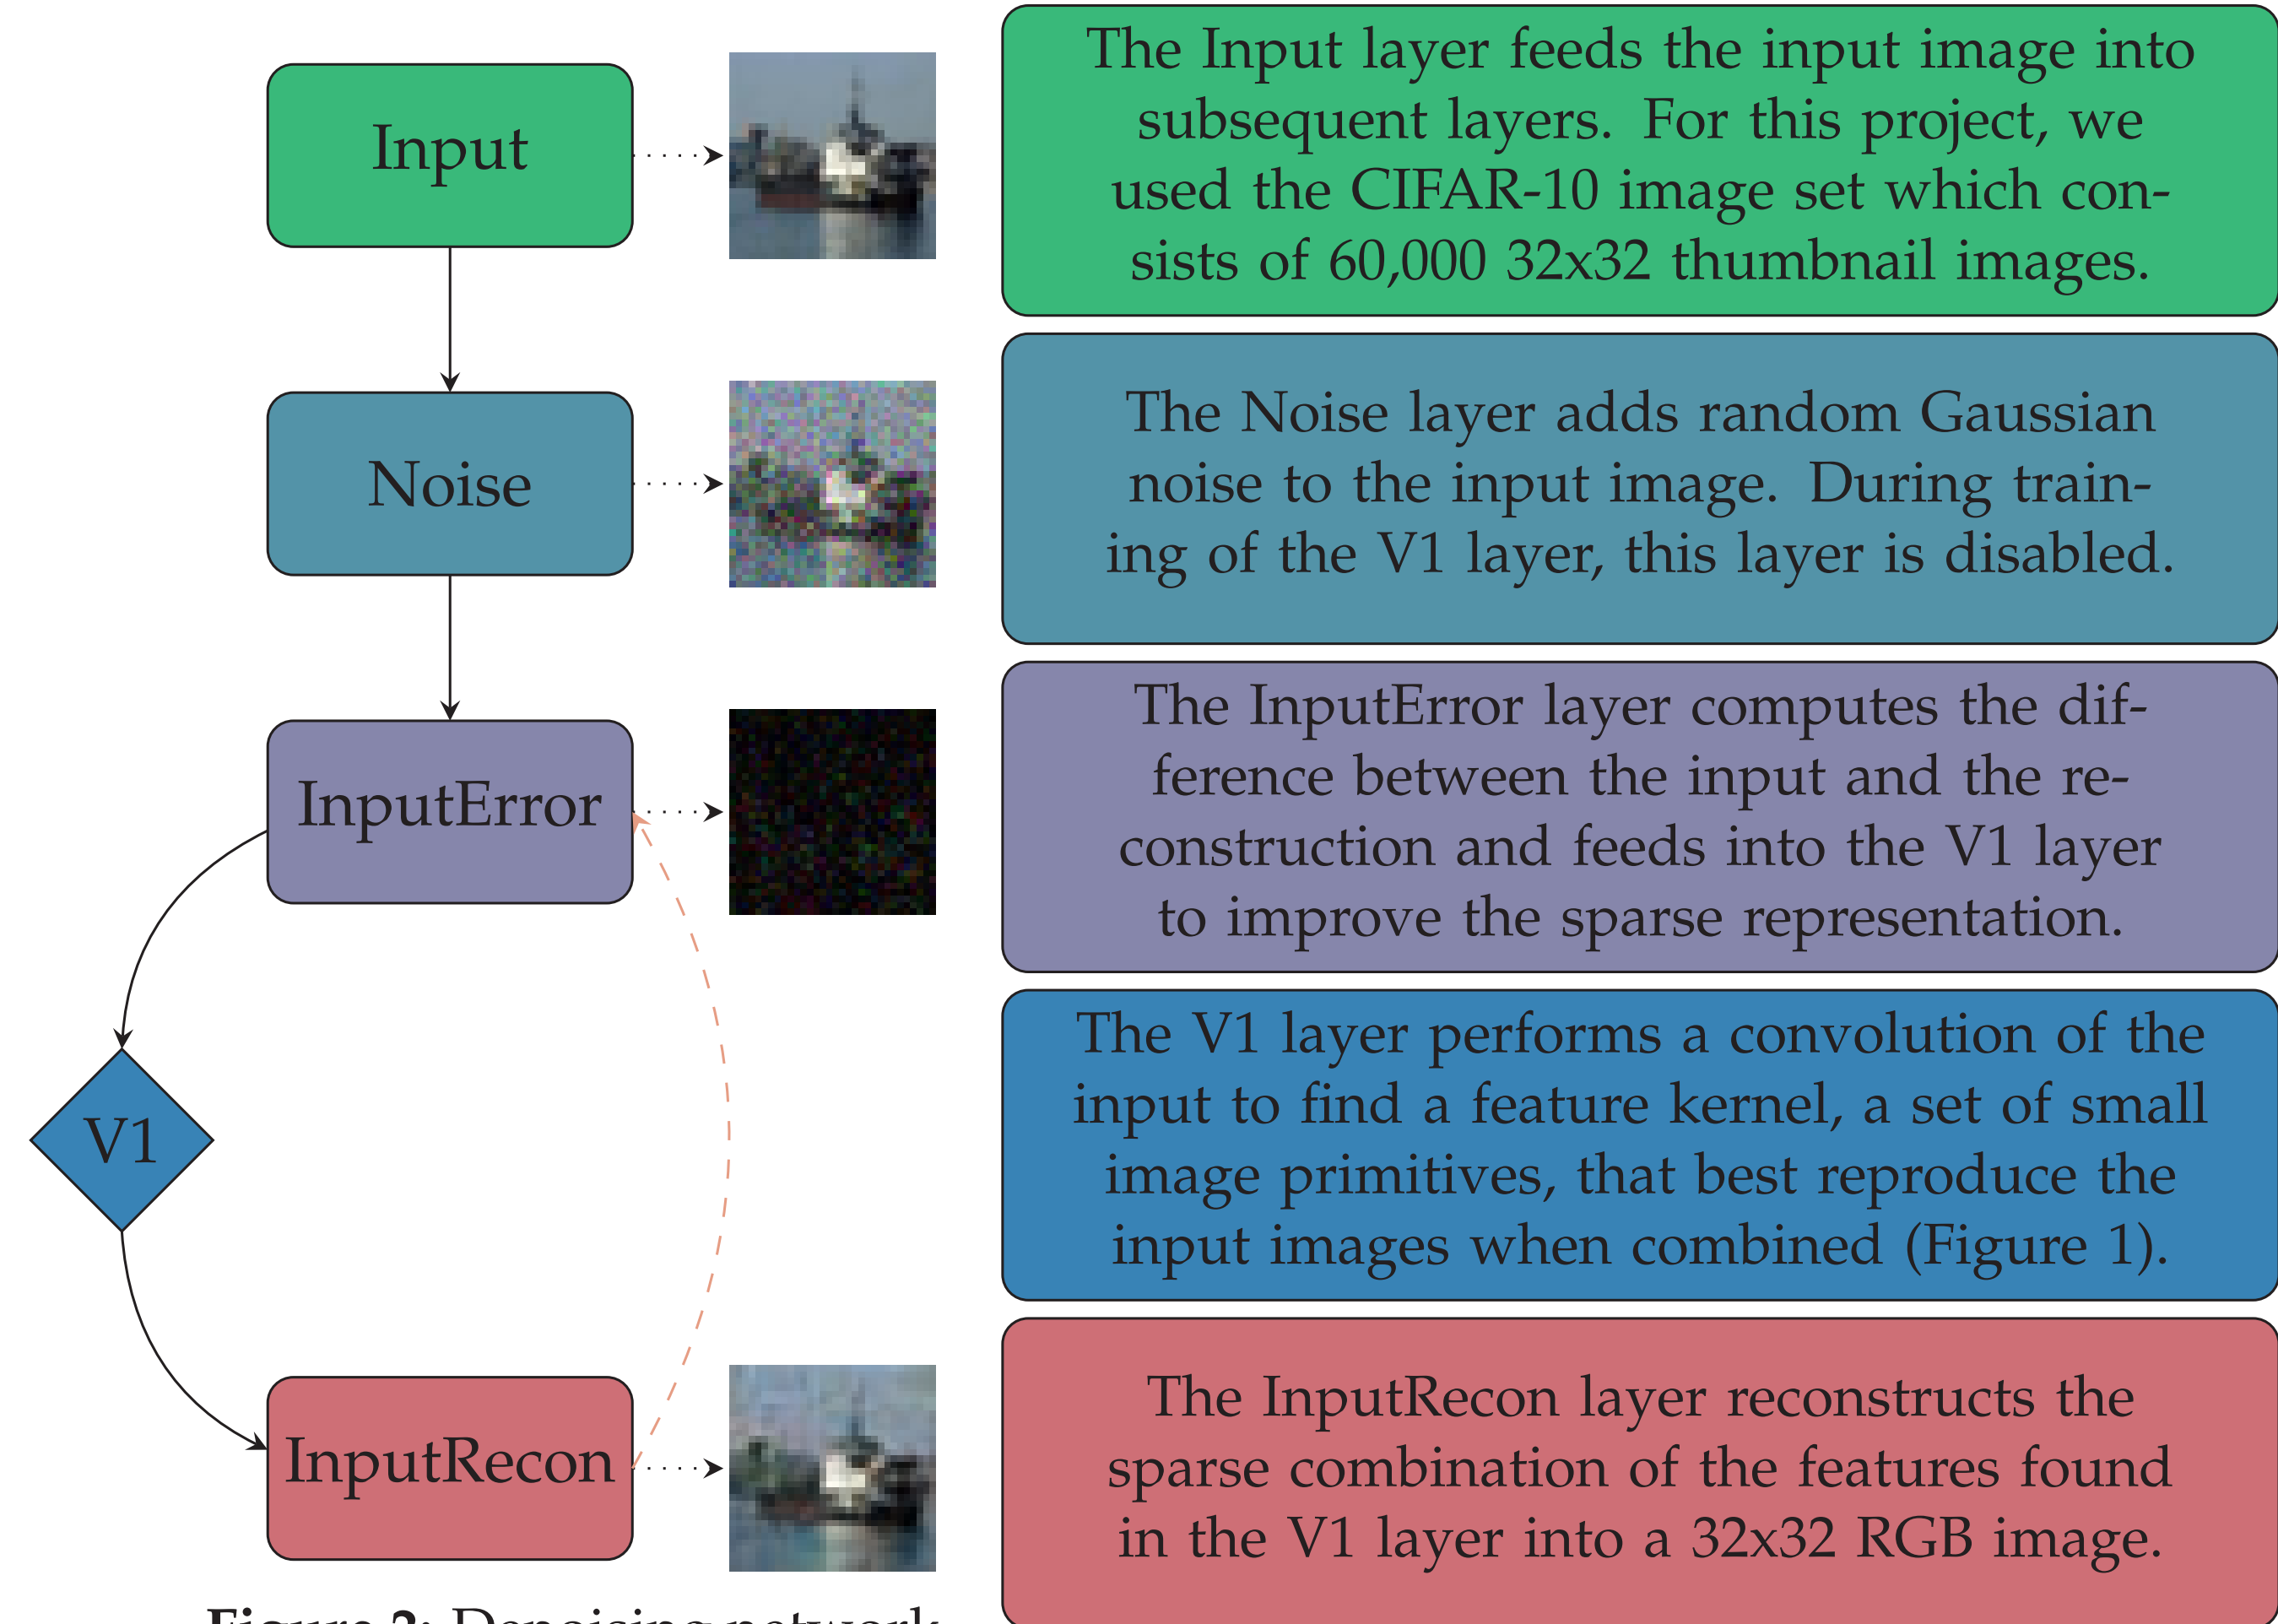 Input
The Input layer feeds the input image into
subsequent layers. For this project, we
used the CIFAR-10 image set which con-
sists of 60,000 32x32 thumbnail images.
Noise
The Noise layer adds random Gaussian
noise to the input image. During train-
ing of the V1 layer, this layer is disabled.
InputError
The InputError layer computes the dif-
ference between the input and the re-
construction and feeds into the V1 layer
to improve the sparse representation.
V1
The V1 layer performs a convolution of the
input to find a feature kernel, a set of small
image primitives, that best reproduce the
input images when combined (Figure 1).
InputRecon
The InputRecon layer reconstructs the
sparse combination of the features found
in the V1 layer into a 32x32 RGB image.
Denoising network